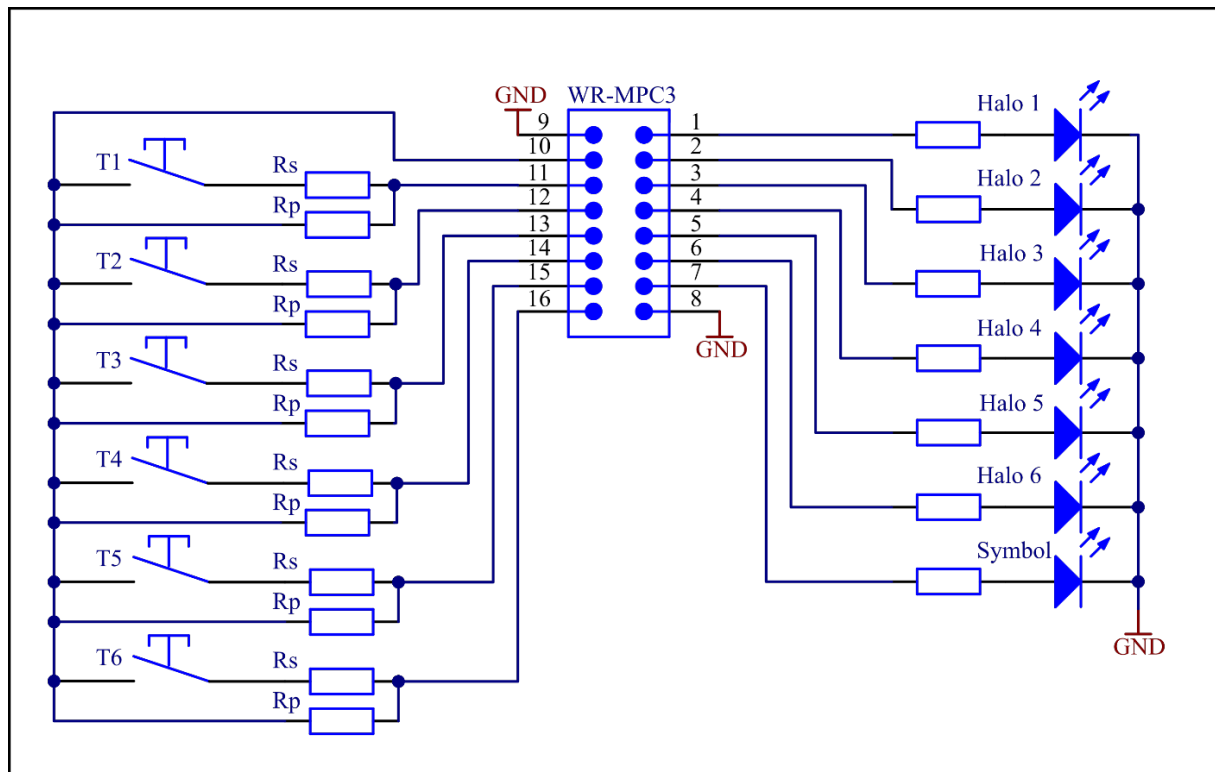 GND
WR-MPC3
9
10
11
12
13
14
15
16
1
2
3
4
5
6
7
8
GND
T1
Rs
Rp
T2
Rs
Rp
T3
Rs
Rp
T4
Rs
Rp
T5
Rs
Rp
T6
Rs
Rp
Halo 1
Halo 2
Halo 3
Halo 4
Halo 5
Halo 6
Symbol
GND